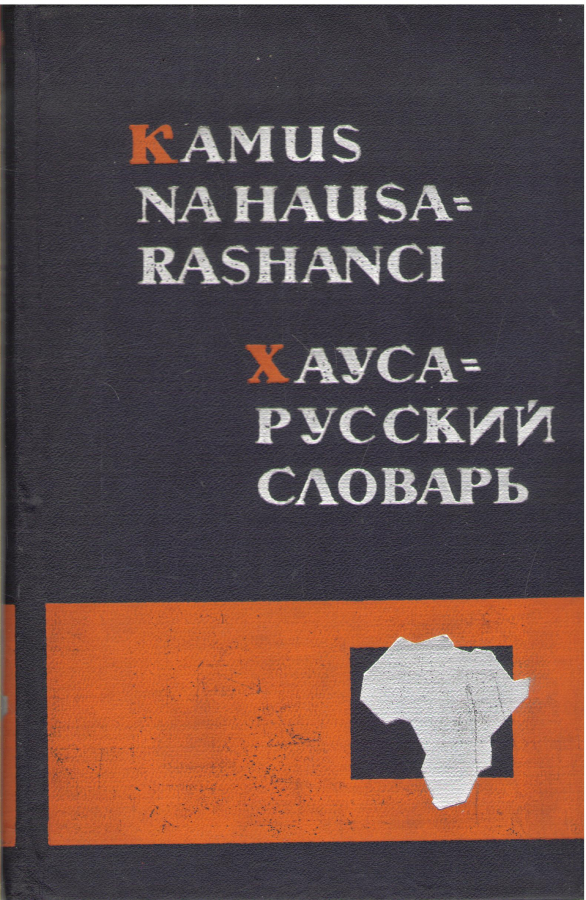 KAMUS
NA HAUSA=
RASHANCI
ХАУСА=
РУССКИЙ
СЛОВАРЬ